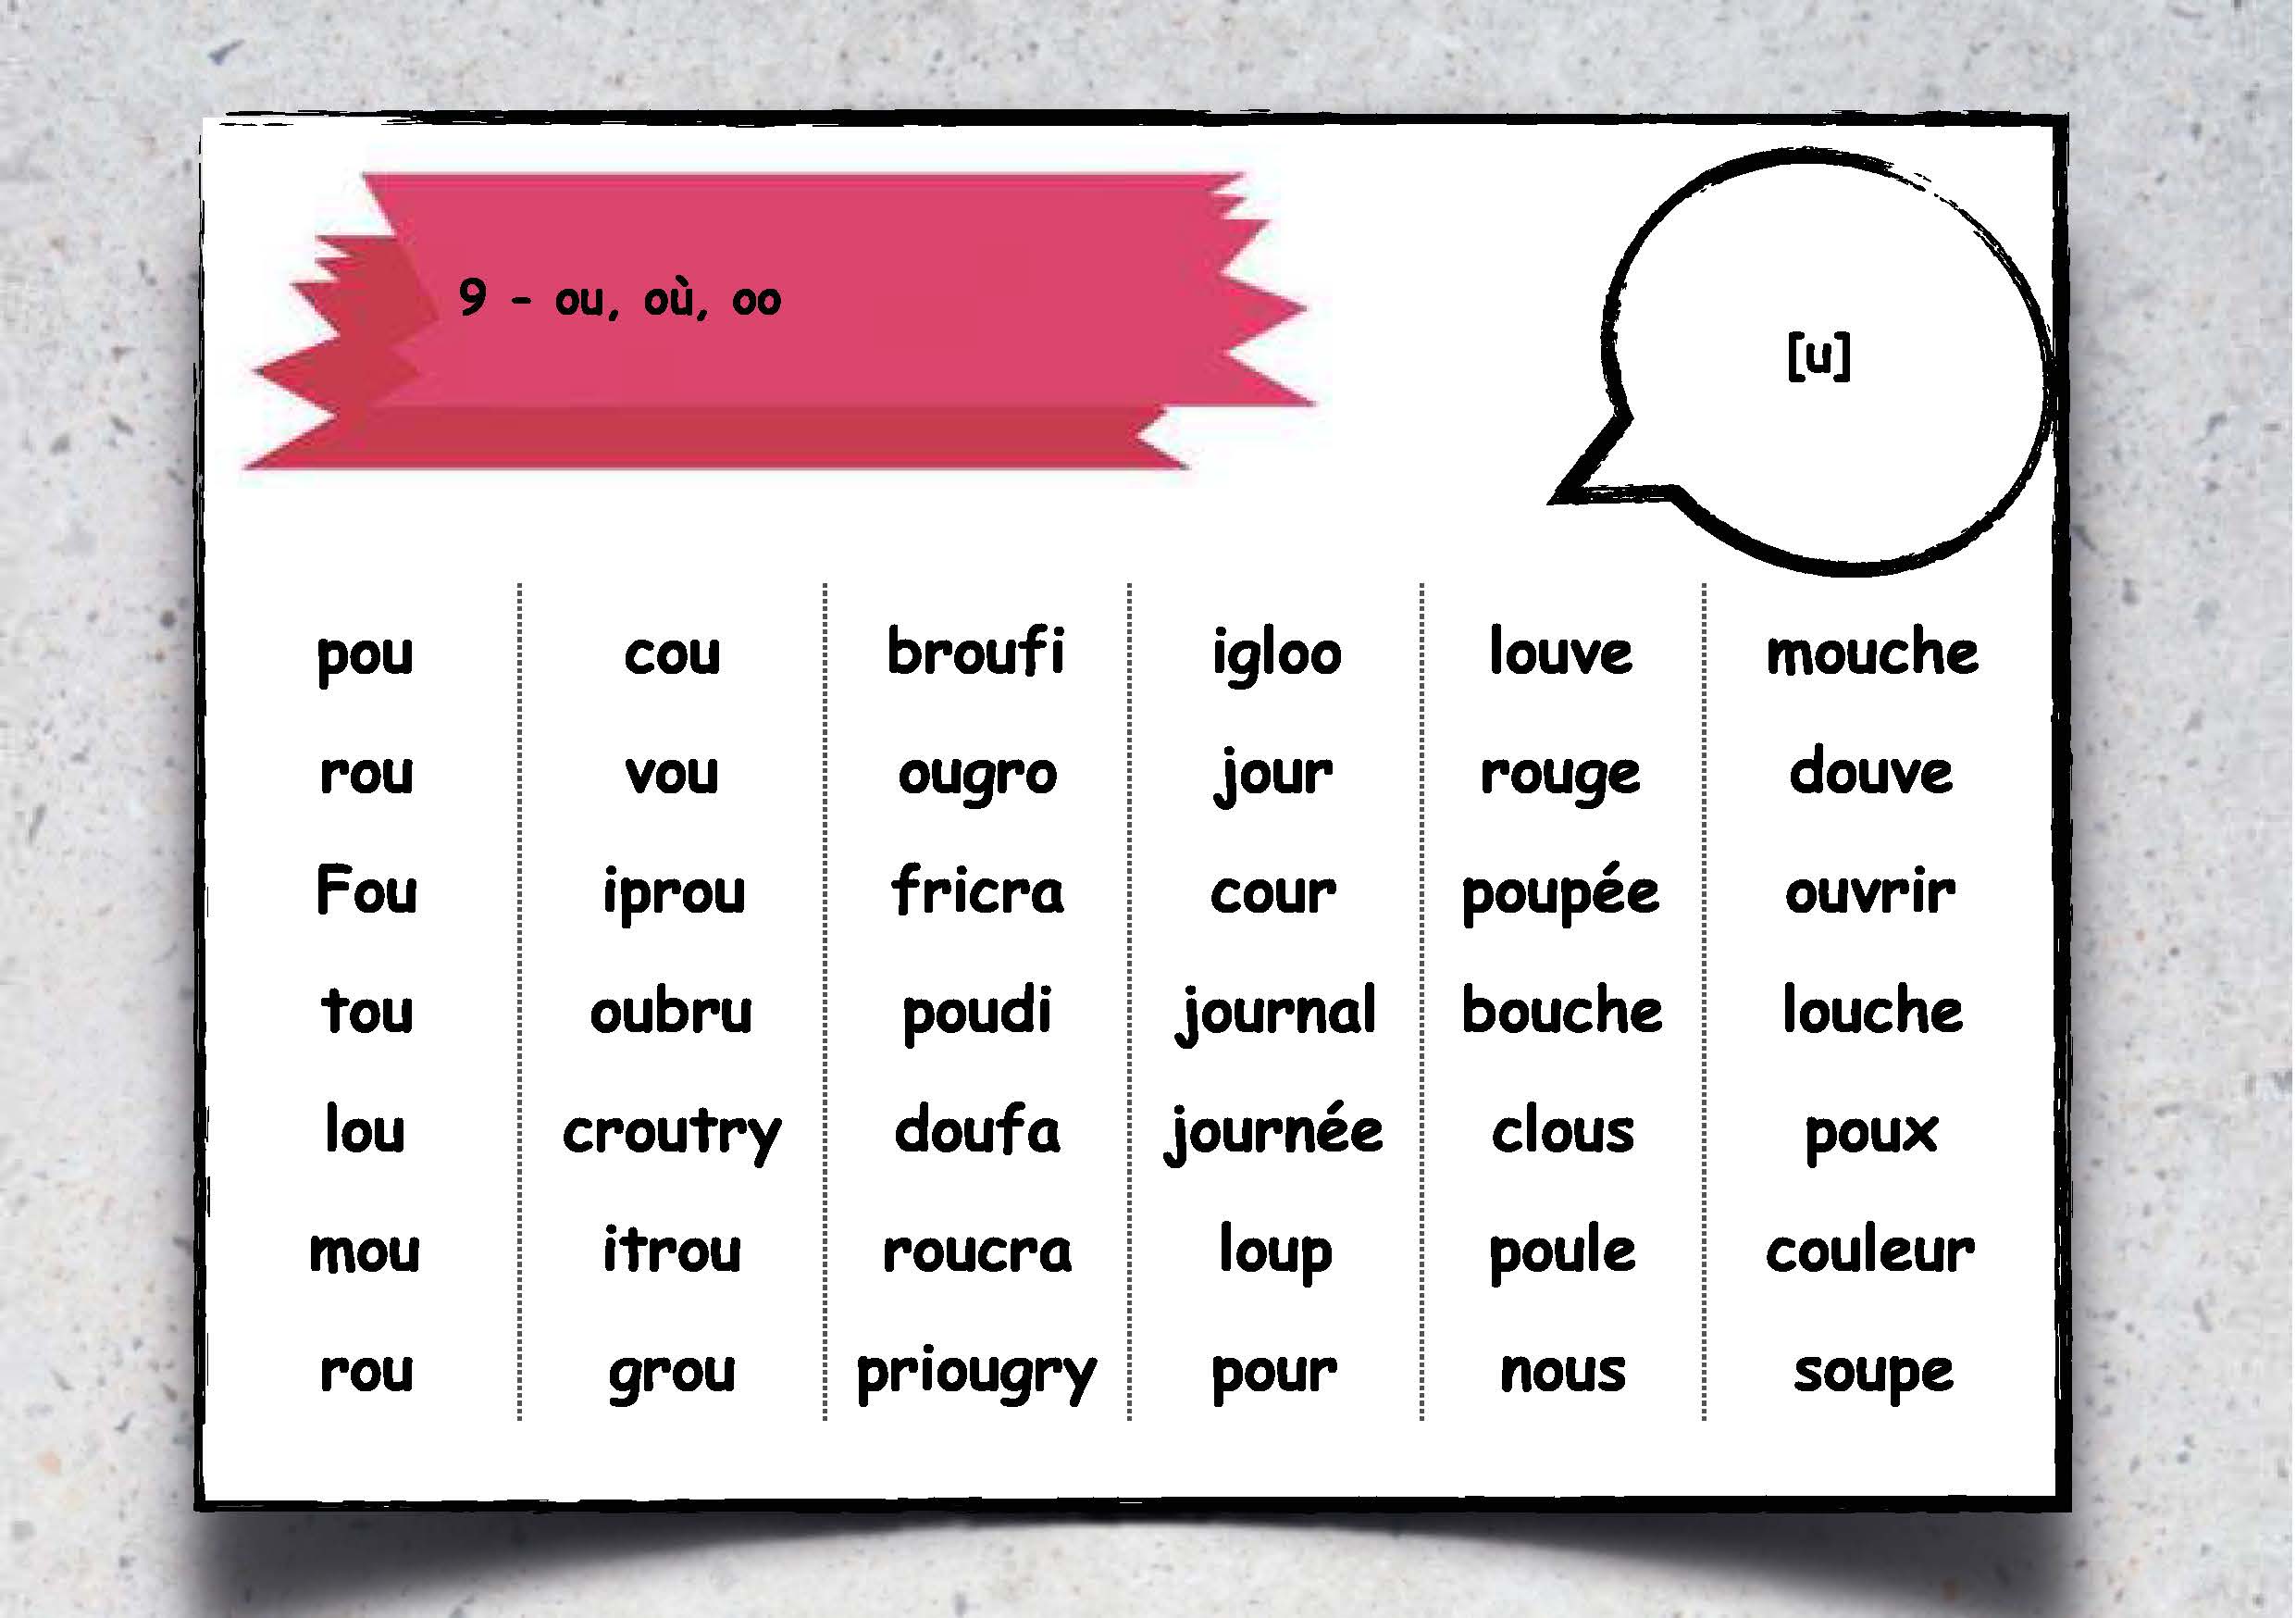 9 - ou, où, oo
[u]
pou cou broufi igloo louve mouche
rou vou ougro jour rouge douve
Fou iprou fricra cour poupée ouvrir
tou oubru poudi journal bouche louche
lou croutry doufa journée clous poux
mou itrou roucra loup poule couleur
rou grou priougry pour nous soupe